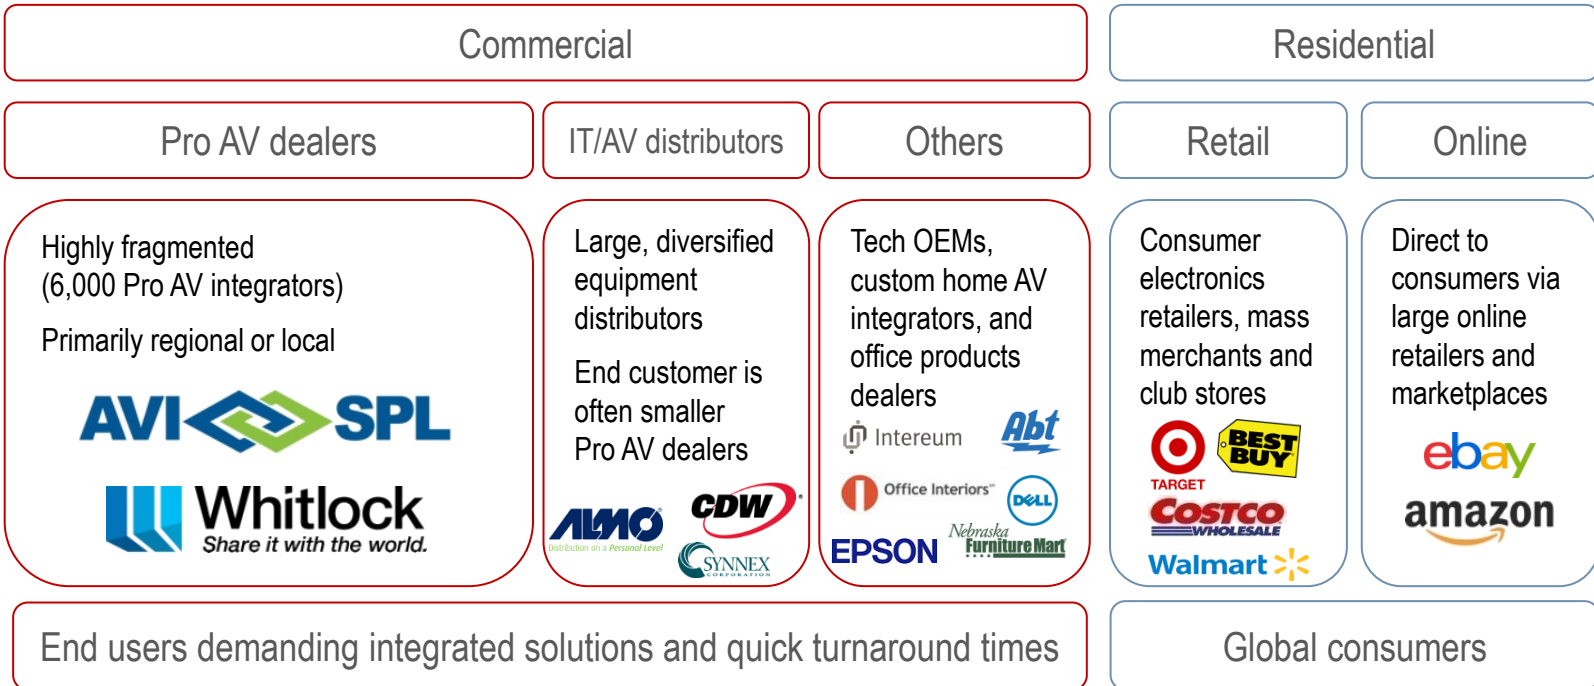 Commercial
Residential
Pro AV dealers
IT/AV distributors
Others
Retail
Online
Highly fragmented
(6,000 Pro AV integrators)
Primarily regional or local
AVI SPL
Whitlock
Share it with the world.
Large, diversified
equipment
distributors
End customer is
often smaller
Pro AV dealers
ALMO
Distribution on a Personal Level
CDW
SYNNEX
CORPORATION
Tech OEMs,
custom home AV
integrators, and
office products
dealers
Intereum
Abt
Office Interiors
DELL
EPSON
Nebraska
Furniture Mart
Consumer
electronics
retailers, mass
merchants and
club stores
TARGET
BEST
BUY
COSTCO
WHOLESALE
Walmart
Direct to
consumers via
large online
retailers and
marketplaces
ebay
amazon
End users demanding integrated solutions and quick turnaround times
Global consumers